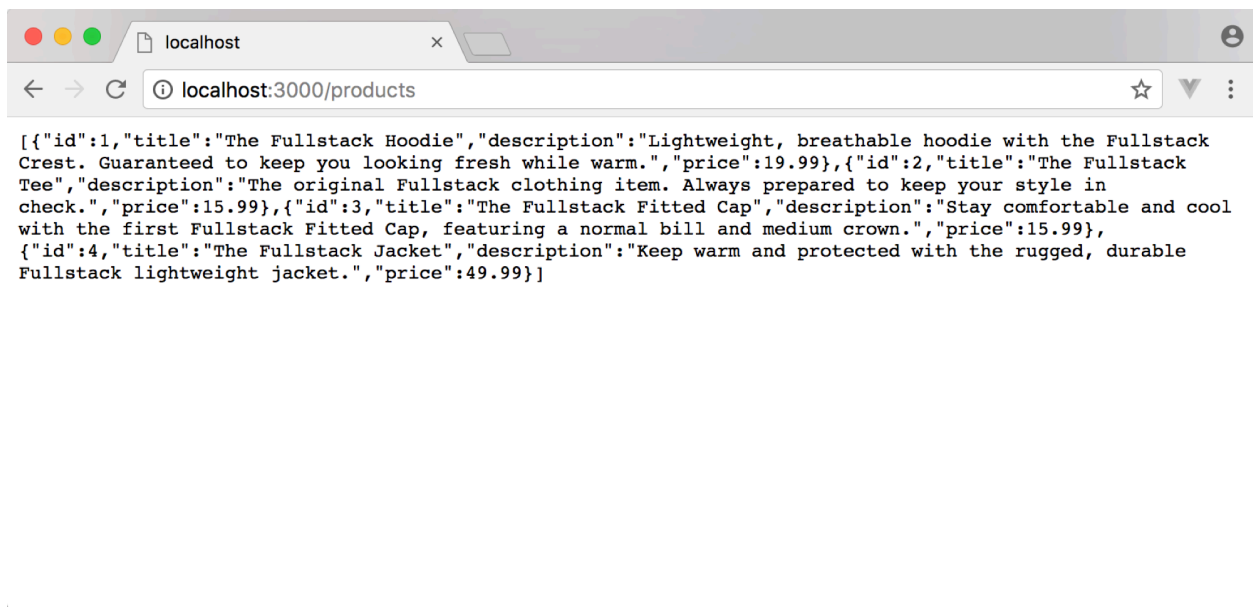 localhost
localhost:3000/products
[{"id":1,"title":"The Fullstack Hoodie","description":"Lightweight, breathable hoodie with the Fullstack
Crest. Guaranteed to keep you looking fresh while warm.","price":19.99},{"id":2,"title":"The Fullstack
Tee","description":"The original Fullstack clothing item. Always prepared to keep your style in
check.","price":15.99},{"id":3,"title":"The Fullstack Fitted Cap","description":"Stay comfortable and cool
with the first Fullstack Fitted Cap, featuring a normal bill and medium crown.","price":15.99},
{"id":4,"title":"The Fullstack Jacket","description":"Keep warm and protected with the rugged, durable
Fullstack lightweight jacket.","price":49.99}]